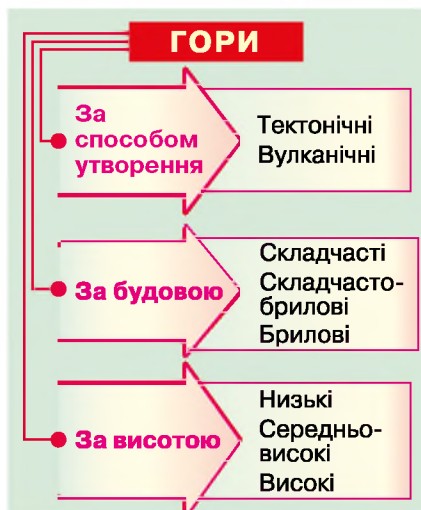 ГОРИ
За
способом
утворення
Тектонічні
Вулканічні
За будовою
Складчасті
Складчасто-
брилові
Брилові
За висотою
Низькі
Середньо-
високі
Високі